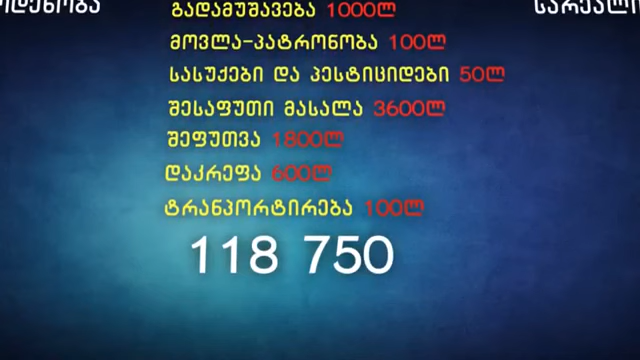 გადამუშავება 1000ლ
მოვლა-პატრონობა 100ლ
სასუქები და პესტიციდები 50ლ
შესაფუთი მასალა 3600ლ
შეფუთვა 1800ლ
დაკრეფა 600ლ
ტრანპორტირება 100ლ
118 750